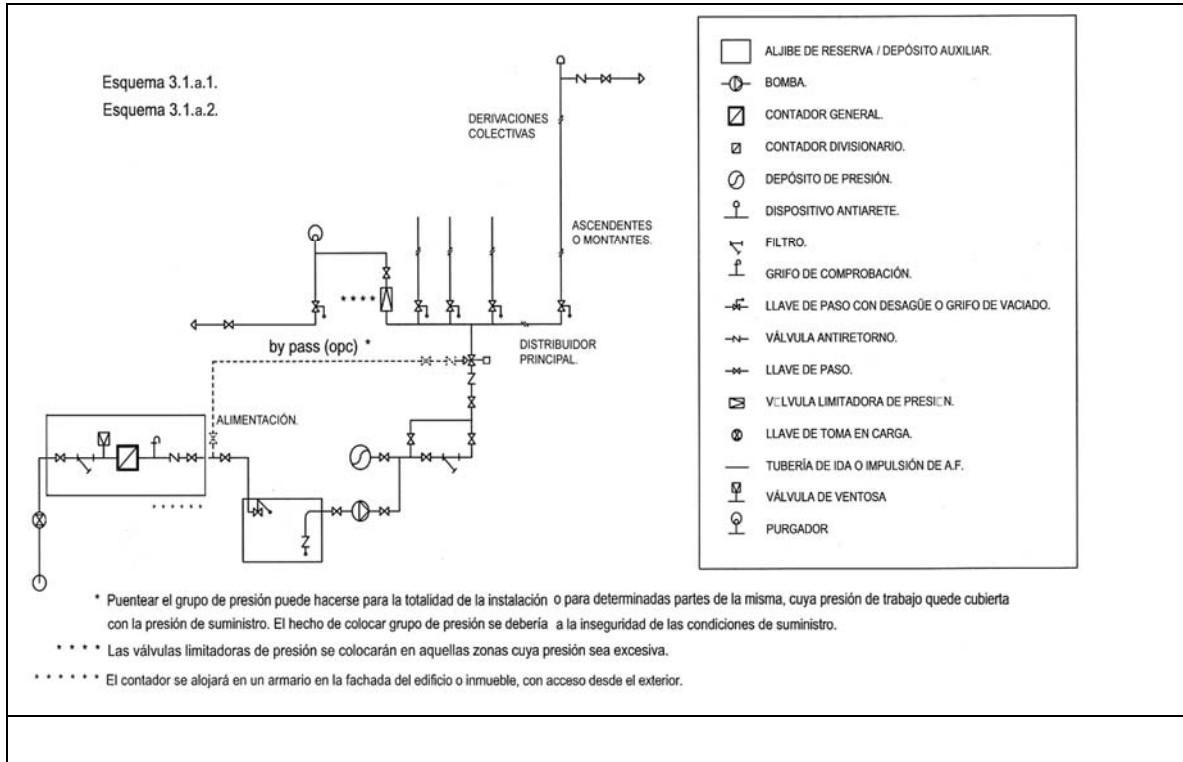 Esquema 3.1.a.1.
Esquema 3.1.a.2.
DERIVACIONES
COLECTIVAS
ASCENDENTES
O MONTANTES.
* * * *
by pass (opc) *
DISTRIBUIDOR
PRINCIPAL.
ALIMENTACIÓN.
* * * * * *
ALJIBE DE RESERVA / DEPÓSITO AUXILIAR.
BOMBA.
CONTADOR GENERAL.
CONTADOR DIVISIONARIO.
DEPÓSITO DE PRESIÓN.
DISPOSITIVO ANTIARETE.
FILTRO.
GRIFO DE COMPROBACIÓN.
LLAVE DE PASO CON DESAGÜE O GRIFO DE VACIADO.
VÁLVULA ANTIRETORNO.
LLAVE DE PASO.
V□LVULA LIMITADORA DE PRESI□N.
LLAVE DE TOMA EN CARGA.
TUBERÍA DE IDA O IMPULSIÓN DE A.F.
VÁLVULA DE VENTOSA
PURGADOR
* Puentear el grupo de presión puede hacerse para la totalidad de la instalación o para determinadas partes de la misma, cuya presión de trabajo quede cubierta
con la presión de suministro. El hecho de colocar grupo de presión se debería a la inseguridad de las condiciones de suministro.
* * * * Las válvulas limitadoras de presión se colocarán en aquellas zonas cuya presión sea excesiva.
* * * * * * El contador se alojará en un armario en la fachada del edificio o inmueble, con acceso desde el exterior.